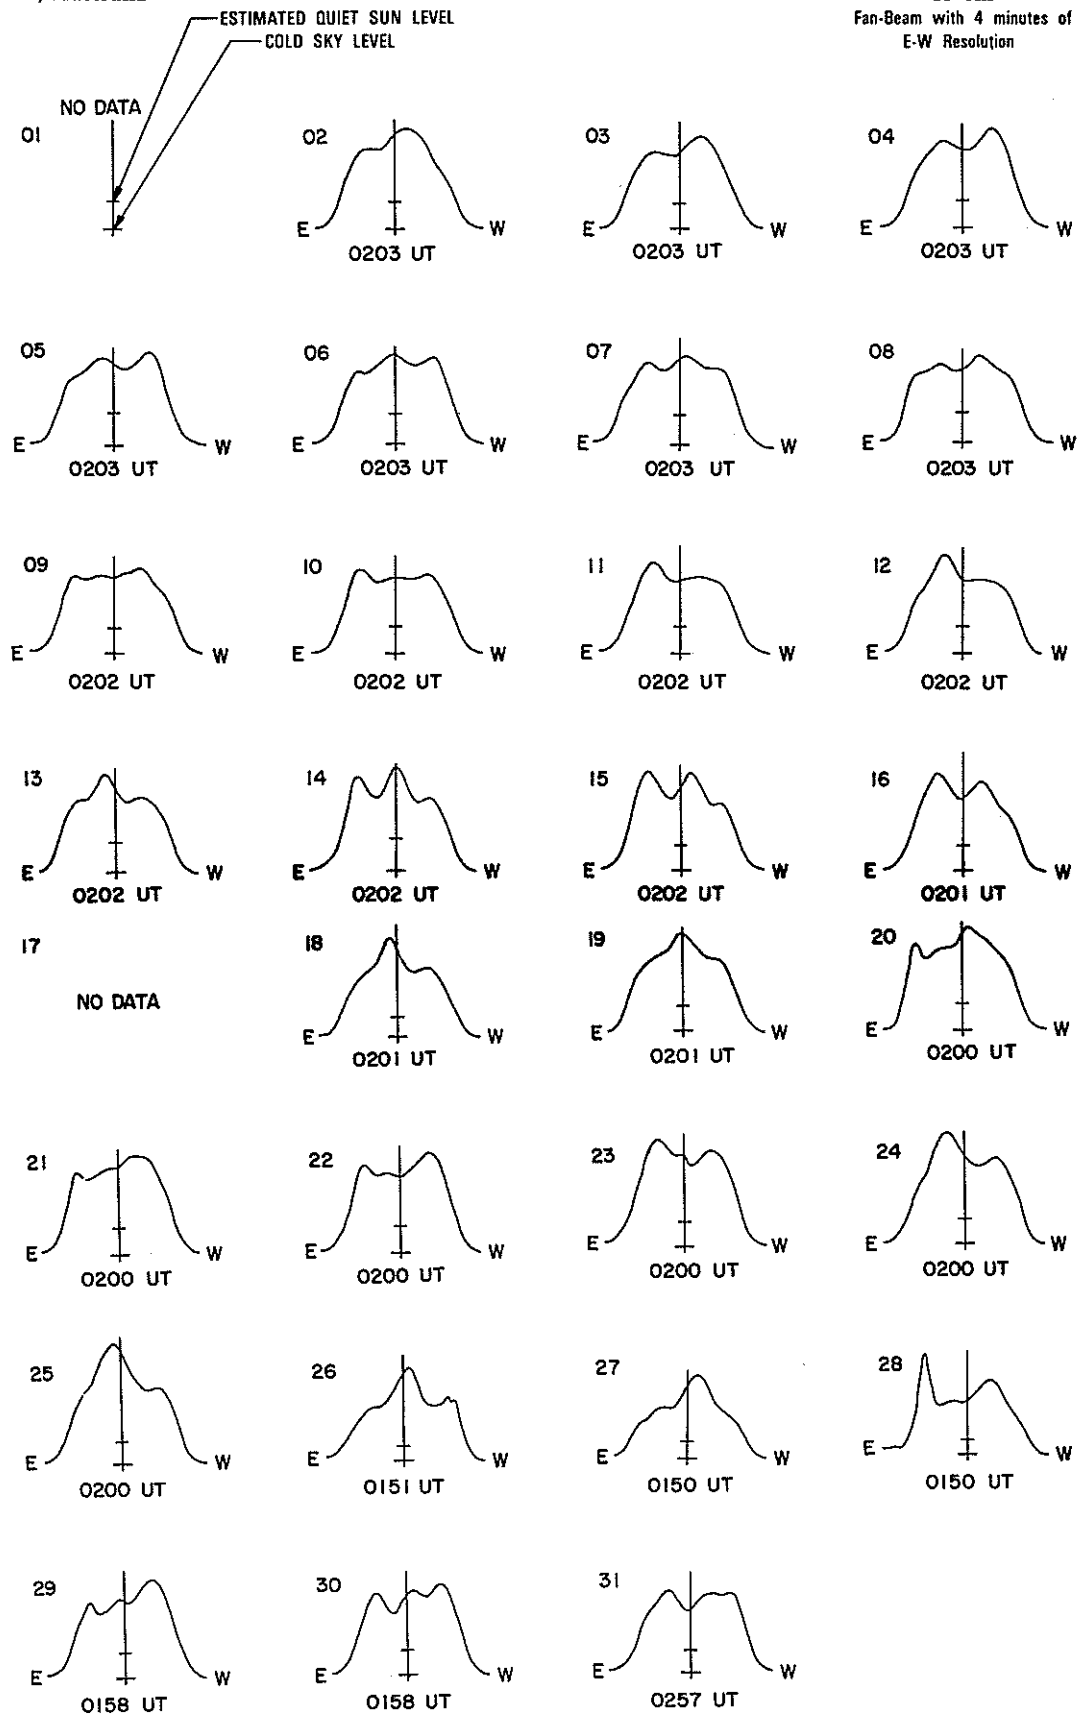 ESTIMATED QUIET SUN LEVEL
COLD SKY LEVEL
Fan-Beam with 4 minutes of
E-W Resolution
01
NO DATA
02
E W
0203 UT
03
E W
0203 UT
04
E W
0203 UT
05
E W
0203 UT
06
E W
0203 UT
07
E W
0203 UT
08
E W
0203 UT
09
E W
0202 UT
10
E W
0202 UT
11
E W
0202 UT
12
E W
0202 UT
13
E W
0202 UT
14
E W
0202 UT
15
E W
0202 UT
16
E W
0201 UT
17
NO DATA
18
E W
0201 UT
19
E W
0201 UT
20
E W
0200 UT
21
E W
0200 UT
22
E W
0200 UT
23
E W
0200 UT
24
E W
0200 UT
25
E W
0200 UT
26
E W
0151 UT
27
E W
0150 UT
28
E W
0150 UT
29
E W
0158 UT
30
E W
0158 UT
31
E W
0257 UT